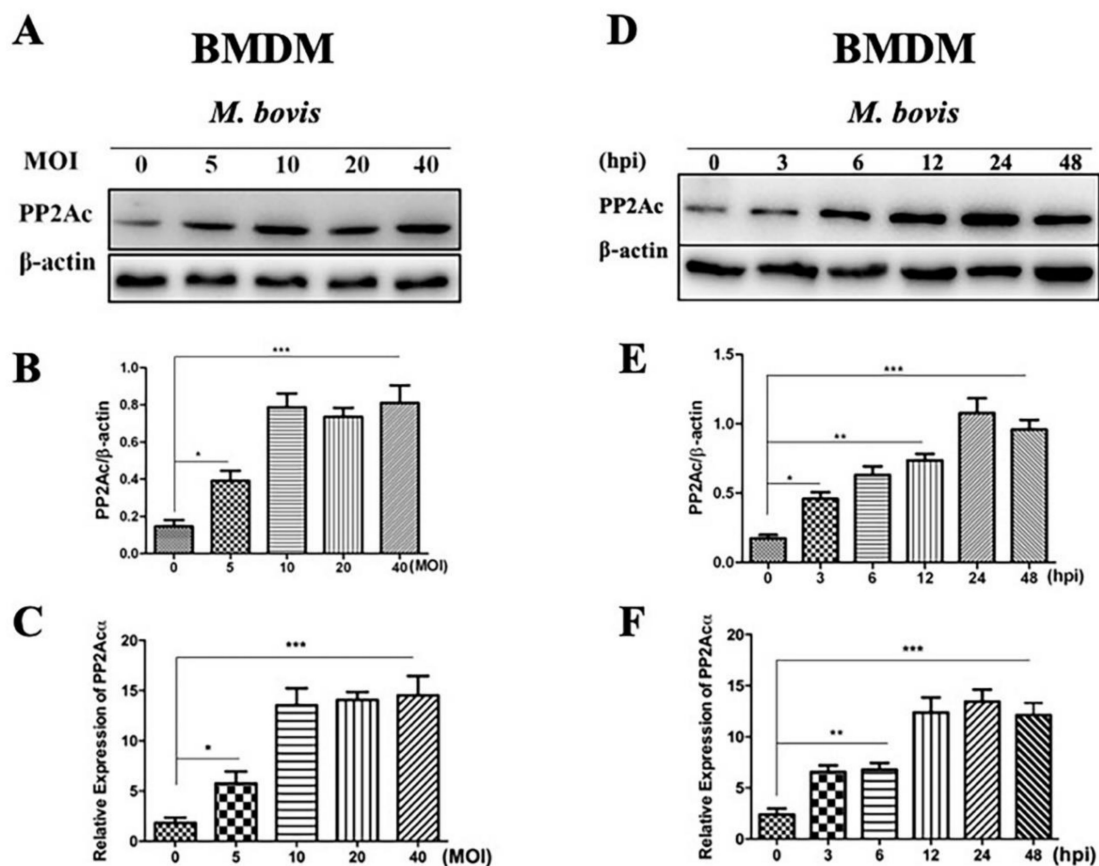 A
BMDM
M. bovis
MOI 0 5 10 20 40
PP2Ac
β-actin
B
PP2Ac/β-actin
1.0
0.8
0.6
0.4
0.2
0.0
***
*
0 5 10 20 40 (MOI)
C
Relative Expression of PP2Acα
20
15
10
5
0
***
*
0 5 10 20 40 (MOI)
D
BMDM
M. bovis
(hpi) 0 3 6 12 24 48
PP2Ac
β-actin
E
PP2Ac/β-actin
1.5
1.0
0.5
0.0
***
**
*
0 3 6 12 24 48 (hpi)
F
Relative Expression of PP2Acα
20
15
10
5
0
***
**
0 3 6 12 24 48 (hpi)